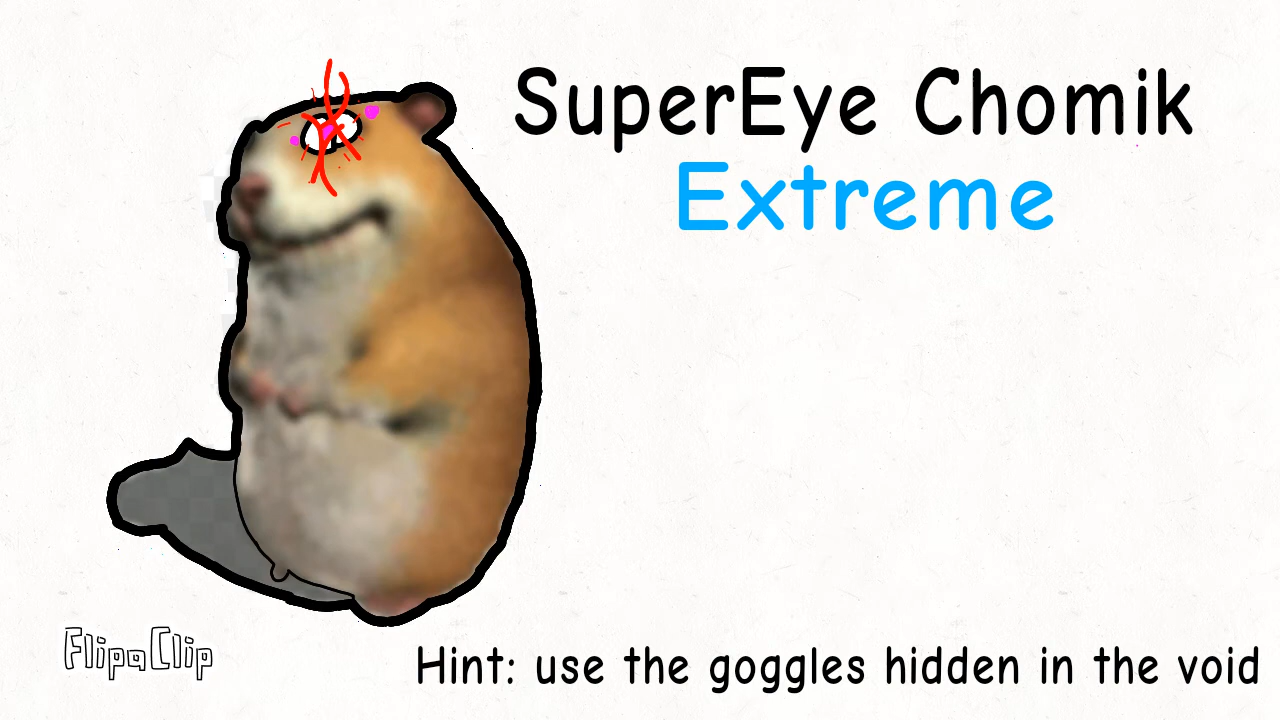 SuperEye Chomik
Extreme
FlipaClip
Hint: use the goggles hidden in the void